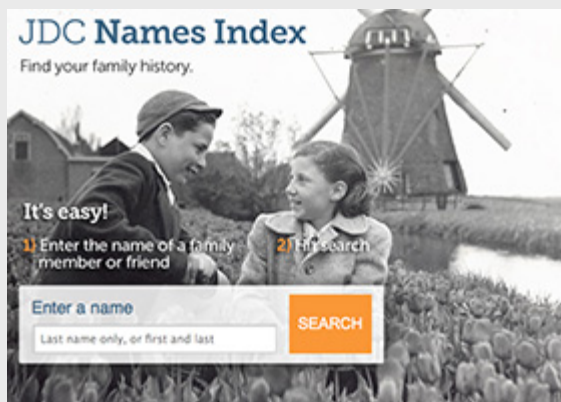 JDC Names Index
Find your family history.
It's easy!
1) Enter the name of a family member or friend
2) Hit search
Enter a name
Last name only, or first and last
SEARCH